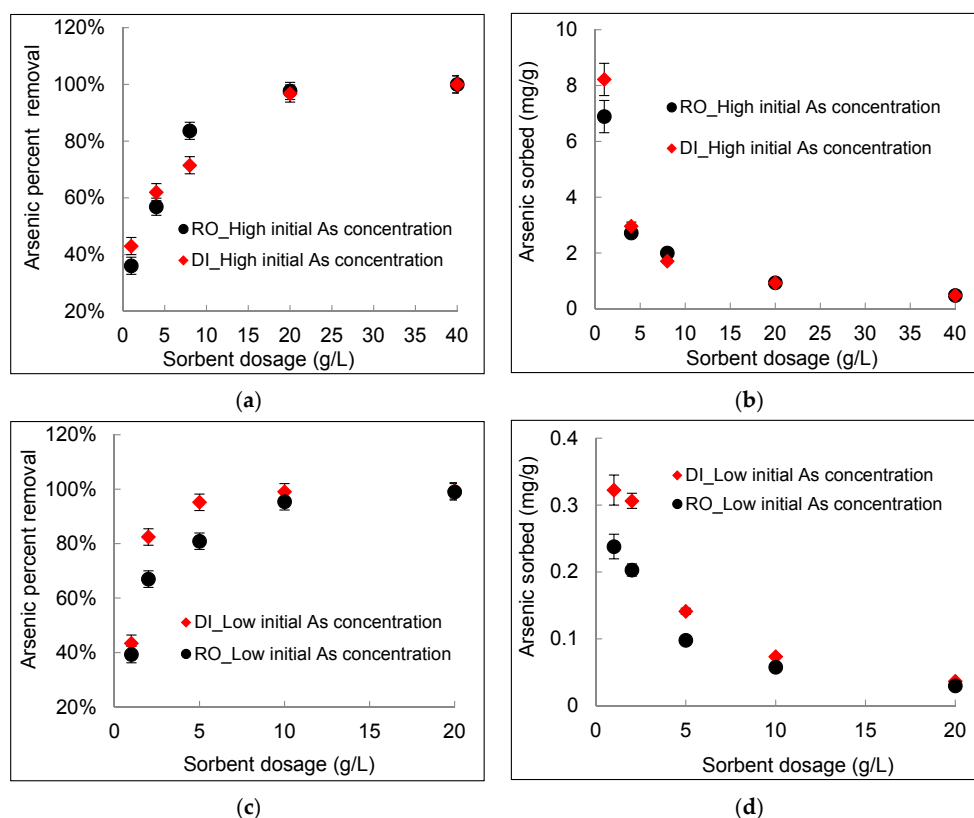 120%
100%
80%
60%
40%
20%
Arsenic percent removal
RO_High initial As concentration
DI_High initial As concentration
0 5 10 15 20 25 30 35 40
Sorbent dosage (g/L)
(a)
10
8
6
4
2
0
Arsenic sorbed (mg/g)
RO_High initial As concentration
DI_High initial As concentration
0 5 10 15 20 25 30 35 40
Sorbent dosage (g/L)
(b)
120%
100%
80%
60%
40%
20%
Arsenic percent removal
DI_Low initial As concentration
RO_Low initial As concentration
0 5 10 15 20
Sorbent dosage (g/L)
(c)
0.4
0.3
0.2
0.1
0
Arsenic sorbed (mg/g)
DI_Low initial As concentration
RO_Low initial As concentration
0 5 10 15 20
Sorbent dosage (g/L)
(d)